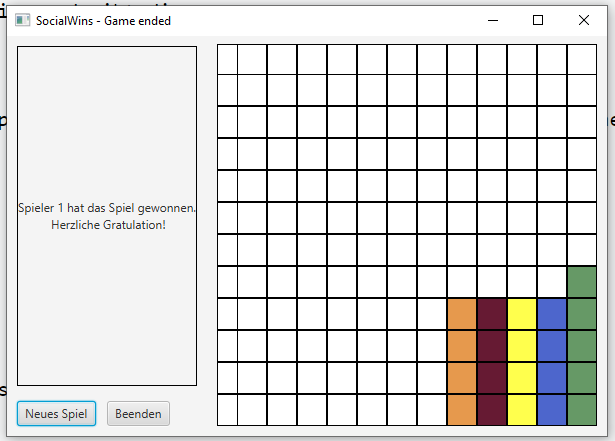 SocialWins - Game ended
Spieler 1 hat das Spiel gewonnen.
Herzliche Gratulation!
Neues Spiel
Beenden